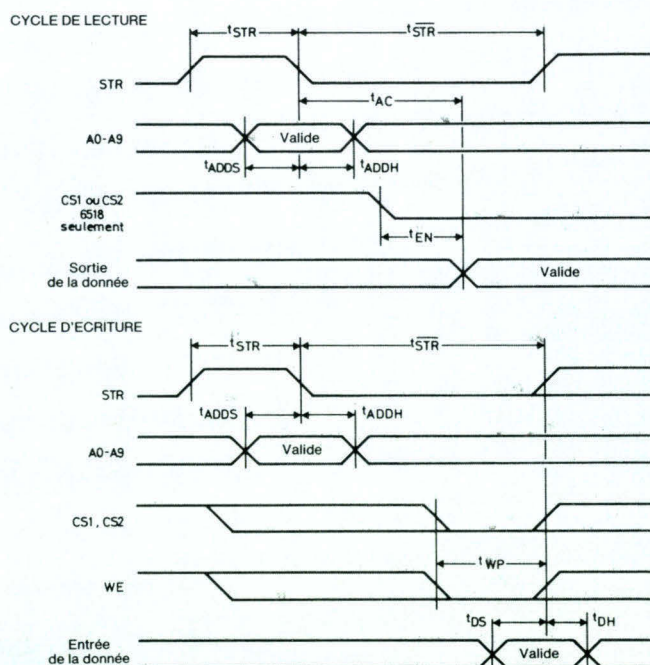 CYCLE DE LECTURE
tSTR
tS̅T̅R̅
STR
tAC
A0-A9
Valide
tADDS
tADDH
CS1 ou CS2
6518
seulement
tEN
Sortie
de la donnée
Valide
CYCLE D'ECRITURE
tSTR
tS̅T̅R̅
STR
tADDS
tADDH
A0-A9
Valide
CS1, CS2
tWP
WE
tDS
tDH
Entrée
de la donnée
Valide